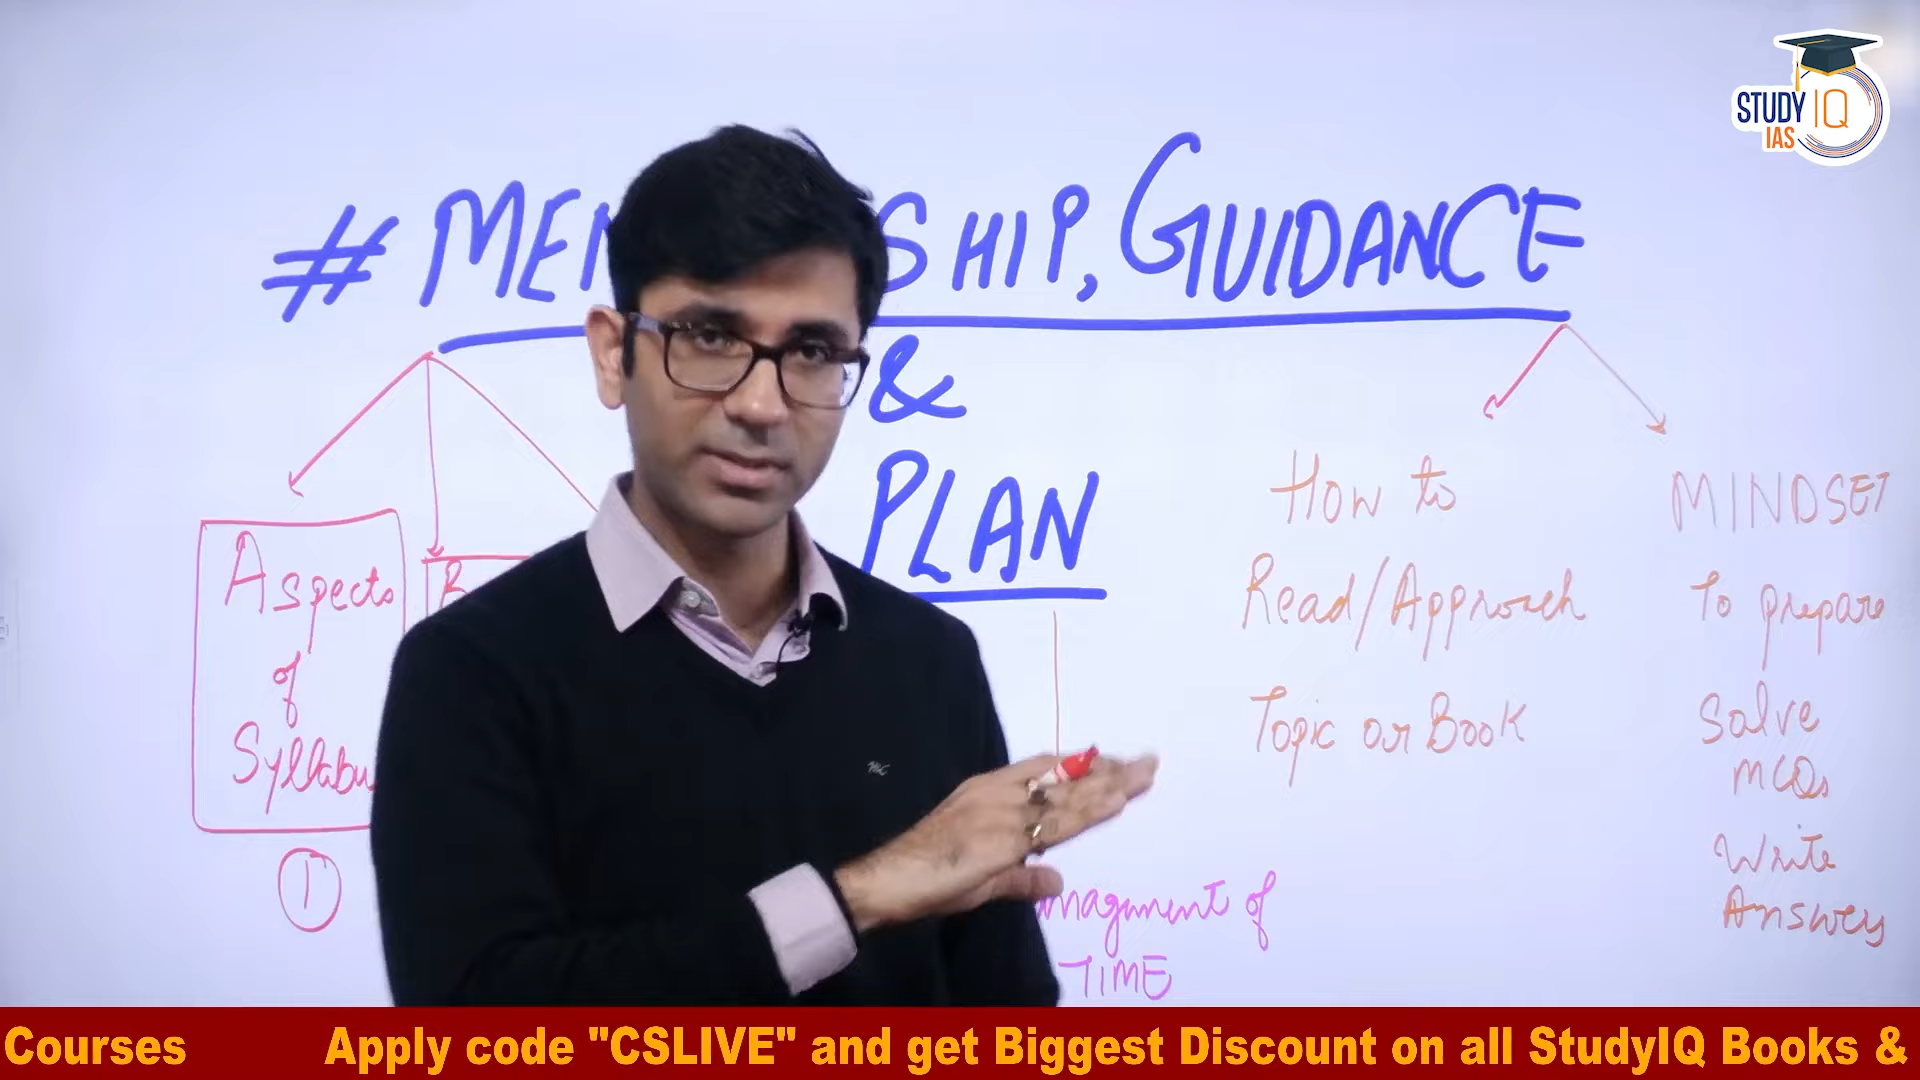 STUDY IQ
IAS
# MEN SHIP, GUIDANCE
&
PLAN
Aspects
of
Syllabu
1
How to
Read/Approach
Topic or Book
MINDSET
To prepare
Solve
MCQs
Write
Answers
nagement of
TIME
Courses Apply code "CSLIVE" and get Biggest Discount on all StudyIQ Books &